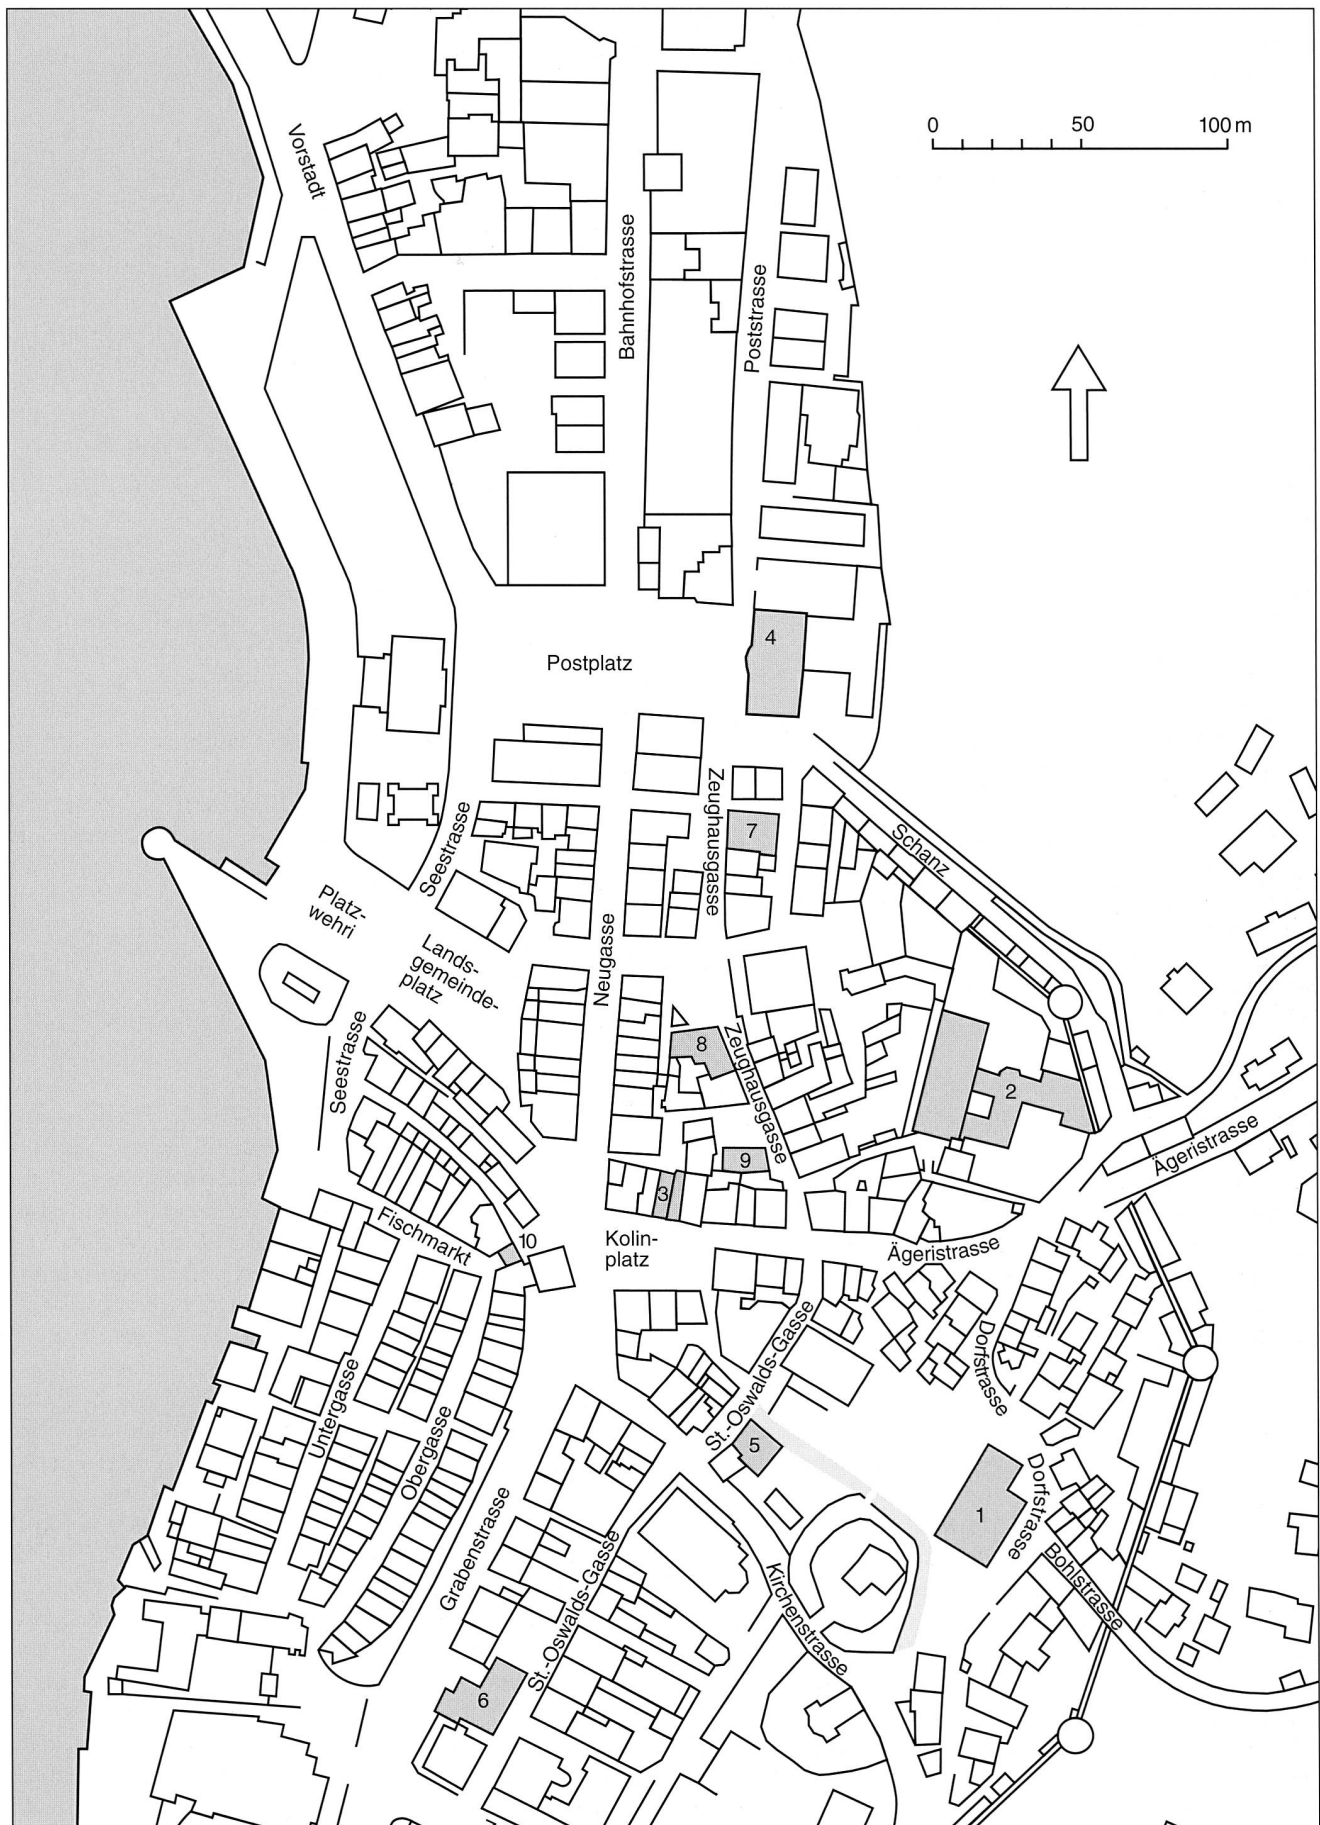 0 50 100 m
Vorstadt
Bahnhofstrasse
Poststrasse
4
Postplatz
Zeughausgasse
7
Schanz
Seestrasse
Platz-
wehri
Lands-
gemeinde-
platz
Neugasse
Seestrasse
8
Zeughausgasse
2
Ägeristrasse
9
3
Fischmarkt
10
Kolin-
platz
Ägeristrasse
St.-Oswalds-Gasse
Dorfstrasse
Untergasse
Obergasse
5
Grabenstrasse
1
Dorfstrasse
Bohlstrasse
St.-Oswalds-Gasse
Kirchenstrasse
6